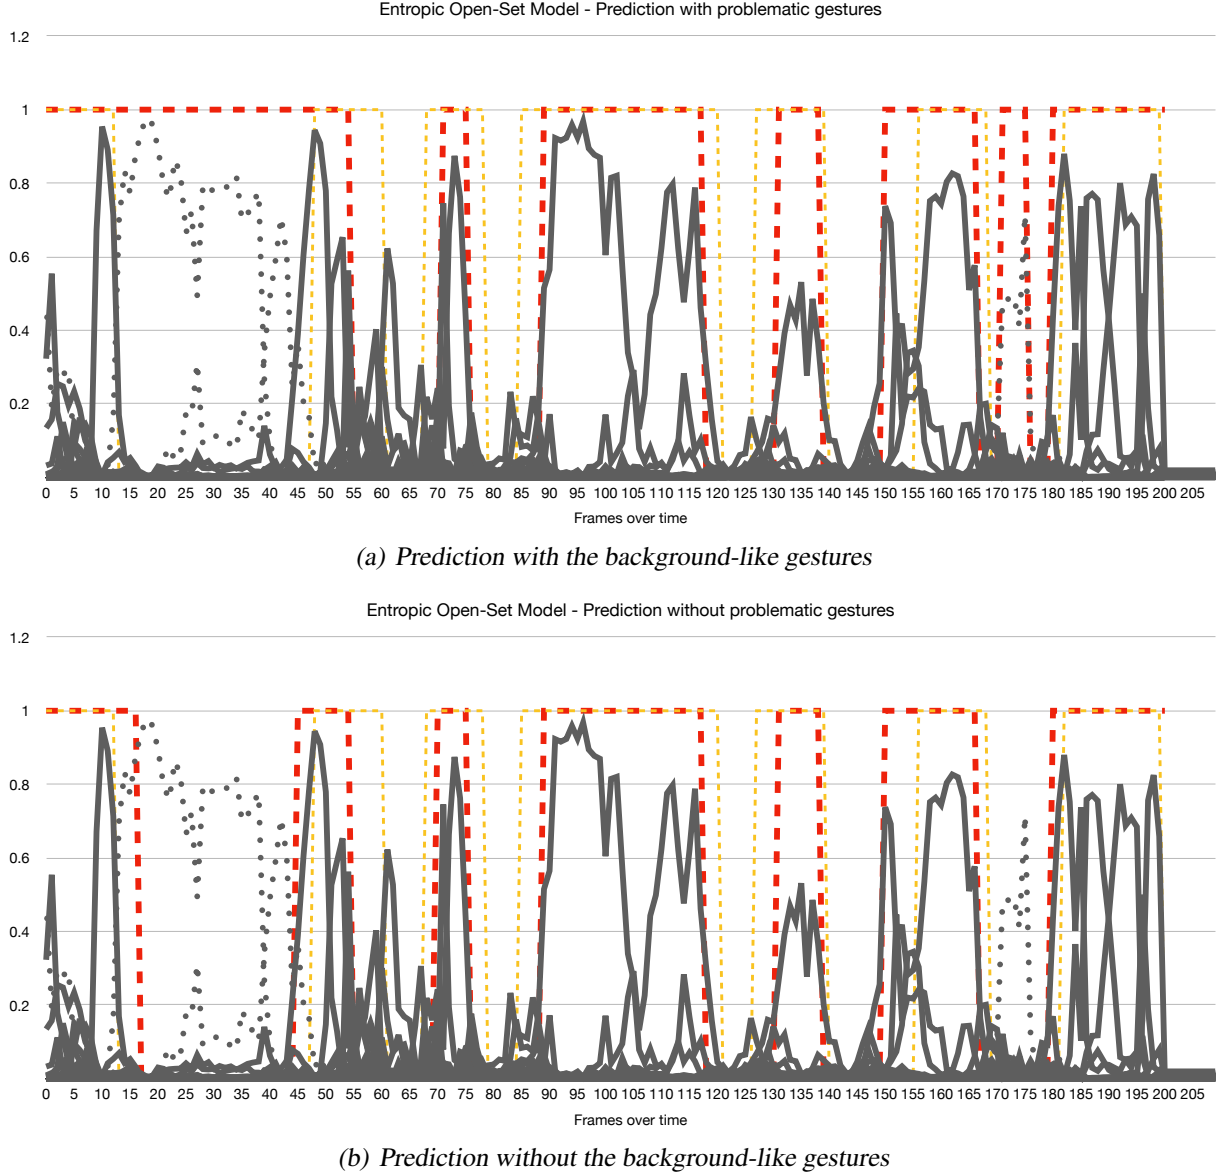 Entropic Open-Set Model - Prediction with problematic gestures
1.2
1
0.8
0.6
0.4
0.2
0 5 10 15 20 25 30 35 40 45 50 55 60 65 70 75 80 85 90 95 100 105 110 115 120 125 130 135 140 145 150 155 160 165 170 175 180 185 190 195 200 205
Frames over time
(a) Prediction with the background-like gestures
Entropic Open-Set Model - Prediction without problematic gestures
1.2
1
0.8
0.6
0.4
0.2
0 5 10 15 20 25 30 35 40 45 50 55 60 65 70 75 80 85 90 95 100 105 110 115 120 125 130 135 140 145 150 155 160 165 170 175 180 185 190 195 200 205
Frames over time
(b) Prediction without the background-like gestures